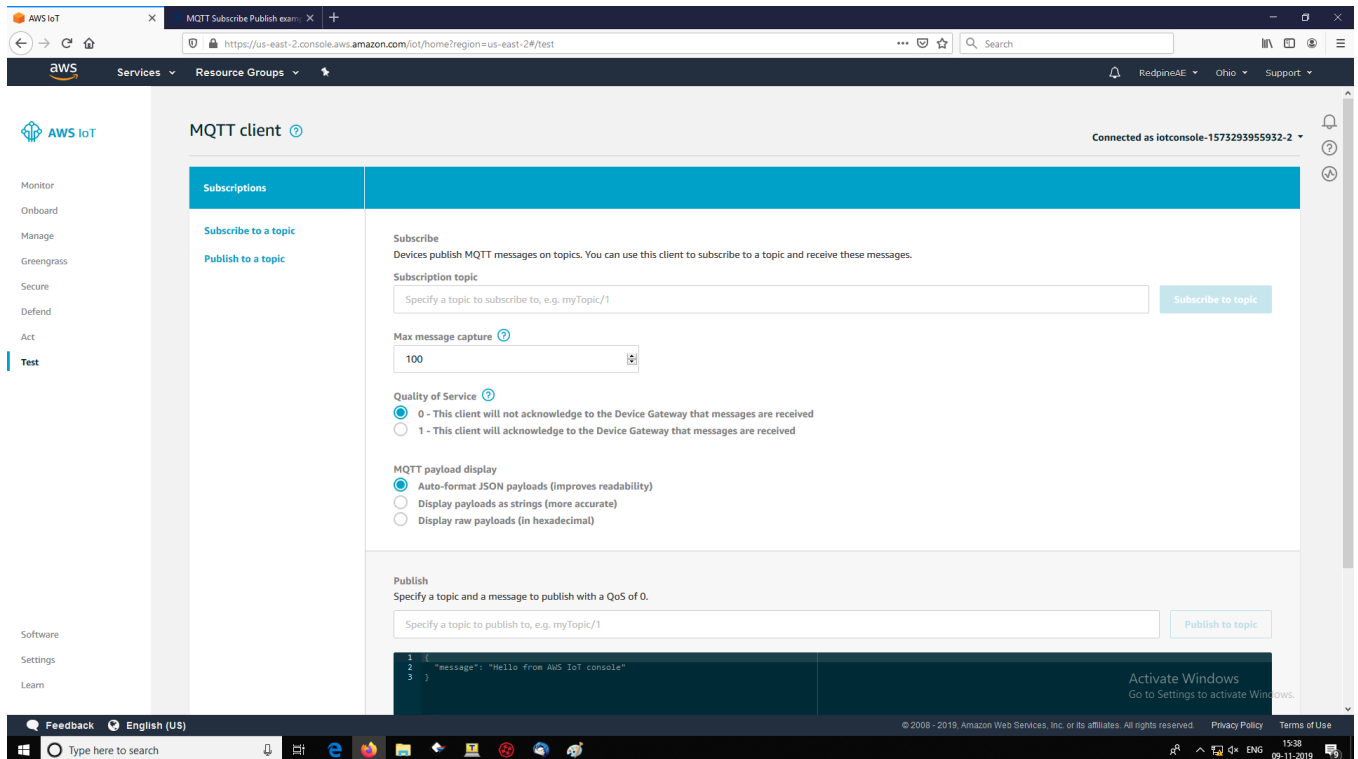 AWS IoT
MQTT Subscribe Publish examp
https://us-east-2.console.aws.amazon.com/iot/home?region=us-east-2#/test
Search
aws
Services
Resource Groups
RedpineAE
Ohio
Support
AWS IoT
MQTT client
Connected as iotconsole-1573293955932-2
Monitor
Onboard
Manage
Greengrass
Secure
Defend
Act
Test
Software
Settings
Learn
Subscriptions
Subscribe to a topic
Publish to a topic
Subscribe
Devices publish MQTT messages on topics. You can use this client to subscribe to a topic and receive these messages.
Subscription topic
Specify a topic to subscribe to, e.g. myTopic/1
Subscribe to topic
Max message capture
100
Quality of Service
0 - This client will not acknowledge to the Device Gateway that messages are received
1 - This client will acknowledge to the Device Gateway that messages are received
MQTT payload display
Auto-format JSON payloads (improves readability)
Display payloads as strings (more accurate)
Display raw payloads (in hexadecimal)
Publish
Specify a topic and a message to publish with a QoS of 0.
Specify a topic to publish to, e.g. myTopic/1
Publish to topic
1 {
2 "message": "Hello from AWS IoT console"
3 }
Activate Windows
Go to Settings to activate Windows.
Feedback
English (US)
© 2008 - 2019, Amazon Web Services, Inc. or its affiliates. All rights reserved.
Privacy Policy
Terms of Use
Type here to search
ENG
15:38
09-11-2019